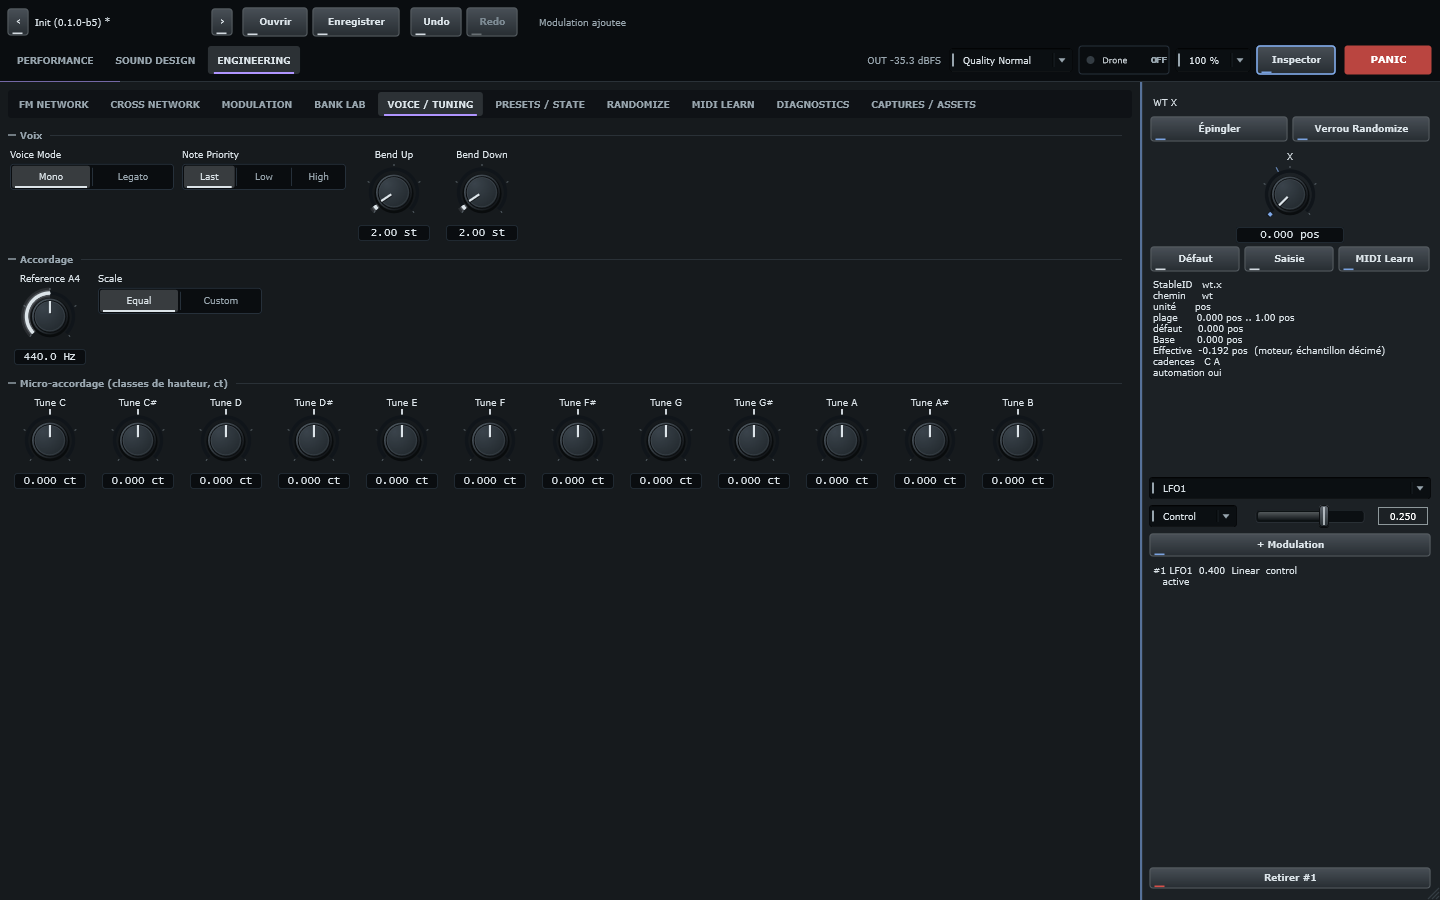 Init (0.1.0-b5) *
Ouvrir
Enregistrer
Undo
Redo
Modulation ajoutee
PERFORMANCE
SOUND DESIGN
ENGINEERING
OUT -35.3 dBFS
Quality Normal
Drone
OFF
100 %
Inspector
PANIC
FM NETWORK
CROSS NETWORK
MODULATION
BANK LAB
VOICE / TUNING
PRESETS / STATE
RANDOMIZE
MIDI LEARN
DIAGNOSTICS
CAPTURES / ASSETS
Voix
Voice Mode
Mono
Legato
Note Priority
Last
Low
High
Bend Up
2.00 st
Bend Down
2.00 st
Accordage
Reference A4
440.0 Hz
Scale
Equal
Custom
Micro-accordage (classes de hauteur, ct)
Tune C
Tune C#
Tune D
Tune D#
Tune E
Tune F
Tune F#
Tune G
Tune G#
Tune A
Tune A#
Tune B
0.000 ct
0.000 ct
0.000 ct
0.000 ct
0.000 ct
0.000 ct
0.000 ct
0.000 ct
0.000 ct
0.000 ct
0.000 ct
0.000 ct
WT X
Épingler
Verrou Randomize
X
0.000 pos
Défaut
Saisie
MIDI Learn
StableID wt.x
chemin wt
unité pos
plage 0.000 pos .. 1.00 pos
défaut 0.000 pos
Base 0.000 pos
Effective -0.192 pos (moteur, échantillon décimé)
cadences C A
automation oui
LFO1
Control
0.250
+ Modulation
#1 LFO1 0.400 Linear control
active
Retirer #1